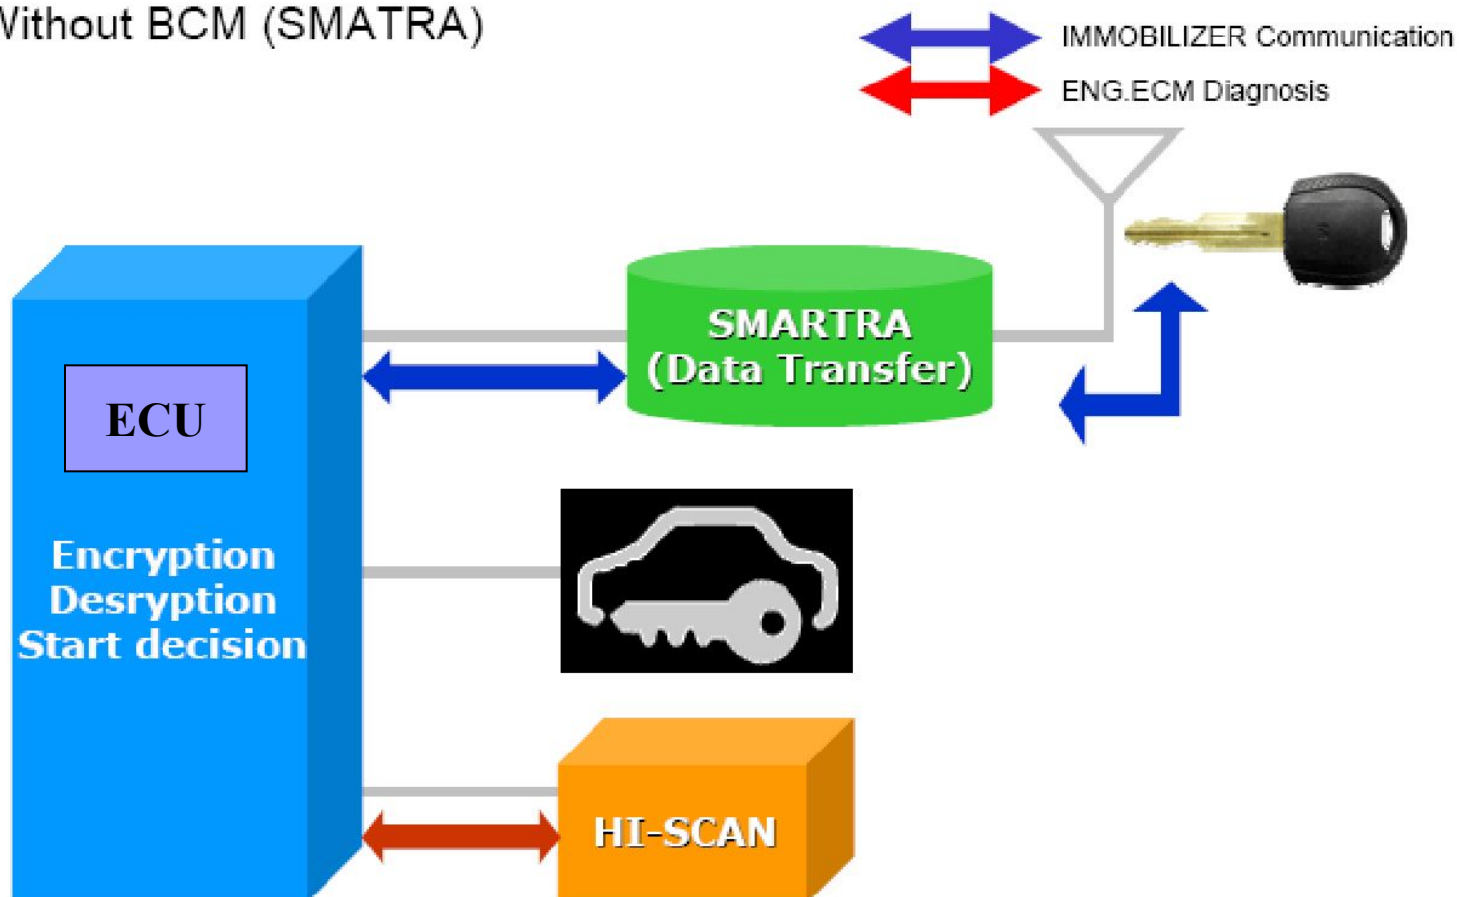 Without BCM (SMATRA)
IMMOBILIZER Communication
ENG.ECM Diagnosis
SMARTRA
(Data Transfer)
ECU
Encryption
Desryption
Start decision
HI-SCAN